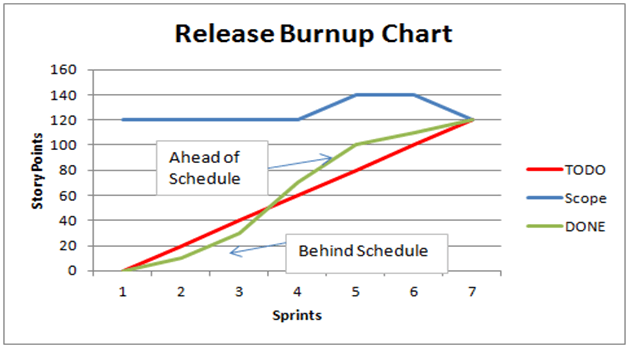 Release Burnup Chart
160
140
120
100
80
60
40
20
0
Story Points
Ahead of
Schedule
Behind Schedule
1 2 3 4 5 6 7
Sprints
TODO
Scope
DONE